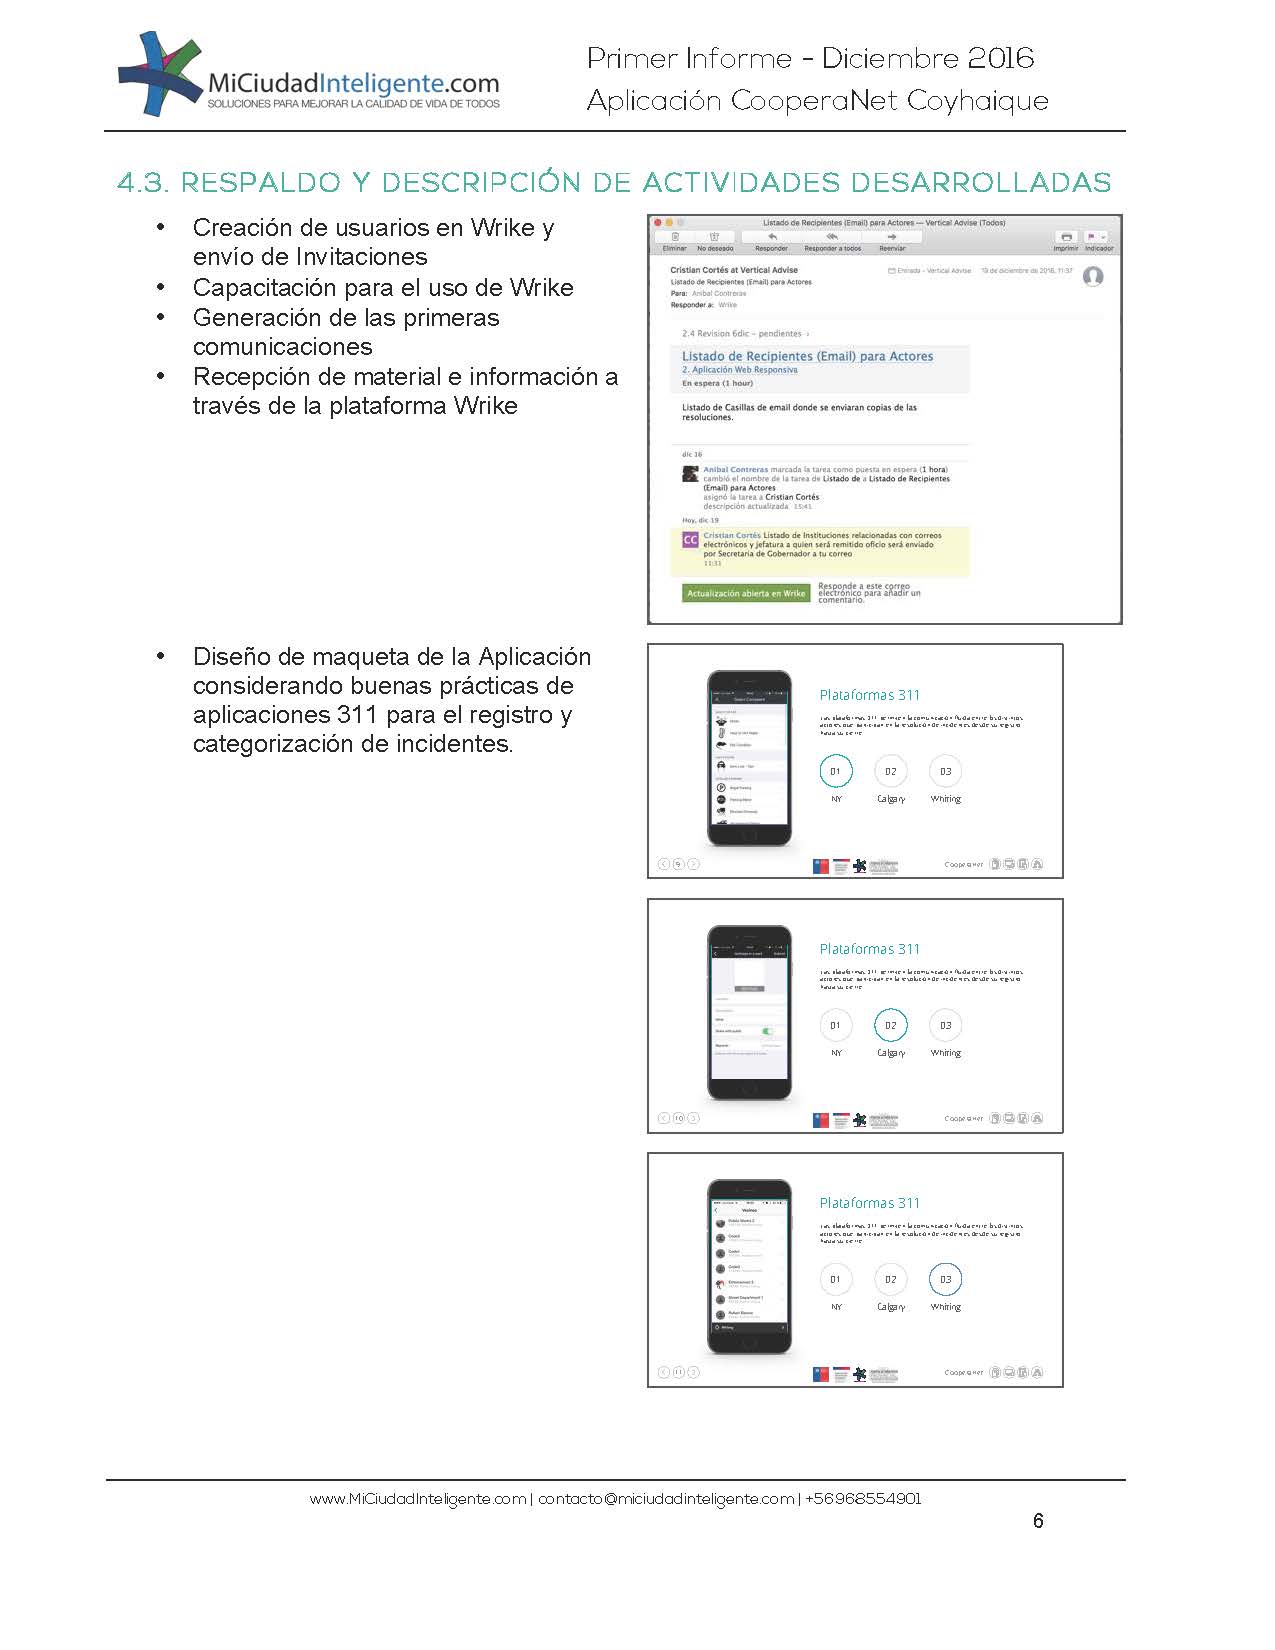 MiCiudadInteligente.com
SOLUCIONES PARA MEJORAR LA CALIDAD DE VIDA DE TODOS
Primer Informe - Diciembre 2016
Aplicación CooperaNet Coyhaique
4.3. RESPALDO Y DESCRIPCIÓN DE ACTIVIDADES DESARROLLADAS
• Creación de usuarios en Wrike y
envío de Invitaciones
• Capacitación para el uso de Wrike
• Generación de las primeras
comunicaciones
• Recepción de material e información a
través de la plataforma Wrike
Listado de Recipientes (Email) para Actores — Vertical Advise (Todos)
Eliminar No deseado Responder Responder a todos Reenviar Imprimir Indicador
Cristian Cortés at Vertical Advise
Entrada - Vertical Advise 19 de diciembre de 2016, 11:37
Listado de Recipientes (Email) para Actores
Para: Anibal Contreras
Responder a: Wrike
2.4 Revision 6dic - pendientes ›
Listado de Recipientes (Email) para Actores
2. Aplicación Web Responsiva
En espera (1 hour)
Listado de Casillas de email donde se enviaran copias de las
resoluciones.
dic 16
Anibal Contreras marcada la tarea como puesta en espera (1 hora)
cambió el nombre de la tarea de Listado de a Listado de Recipientes
(Email) para Actores
asignó la tarea a Cristian Cortés
descripción actualizada 15:41
Hoy, dic 19
CC
Cristian Cortés Listado de Instituciones relacionadas con correos
electrónicos y jefatura a quien será remitido oficio será enviado
por Secretaria de Gobernador a tu correo
11:31
Actualización abierta en Wrike
Responde a este correo
electrónico para añadir un
comentario.
• Diseño de maqueta de la Aplicación
considerando buenas prácticas de
aplicaciones 311 para el registro y
categorización de incidentes.
Plataformas 311
01 02 03
NY Calgary Whiting
9
CooperaNet
Plataformas 311
01 02 03
NY Calgary Whiting
10
CooperaNet
Plataformas 311
01 02 03
NY Calgary Whiting
11
CooperaNet
www.MiCiudadInteligente.com | contacto@miciudadinteligente.com | +56968554901
6